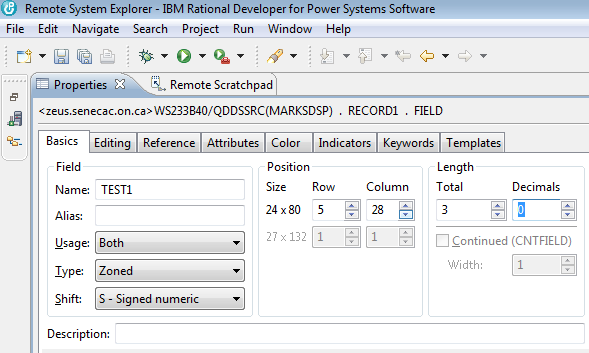 Remote System Explorer - IBM Rational Developer for Power Systems Software
File Edit Navigate Search Project Run Window Help
Properties Remote Scratchpad
<zeus.senecac.on.ca>WS233B40/QDDSSRC(MARKSDSP) . RECORD1 . FIELD
Basics Editing Reference Attributes Color Indicators Keywords Templates
Field Position Length
Size Row Column Total Decimals
Name: TEST1
24 x 80 5 28 3 0
Alias:
27 x 132 1 1 Continued (CNTFIELD)
Usage: Both
Width: 1
Type: Zoned
Shift: S - Signed numeric
Description: